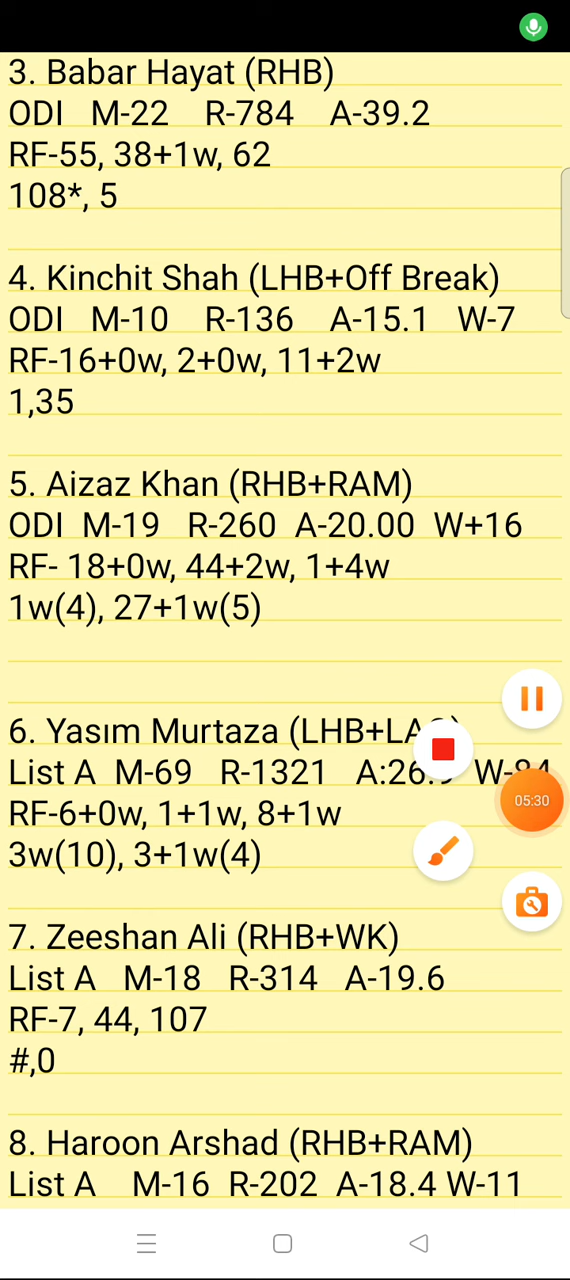 3. Babar Hayat (RHB)
ODI M-22 R-784 A-39.2
RF-55, 38+1w, 62
108*, 5
4. Kinchit Shah (LHB+Off Break)
ODI M-10 R-136 A-15.1 W-7
RF-16+0w, 2+0w, 11+2w
1,35
5. Aizaz Khan (RHB+RAM)
ODI M-19 R-260 A-20.00 W+16
RF- 18+0w, 44+2w, 1+4w
1w(4), 27+1w(5)
6. Yasım Murtaza
List A M-69 R-1321
05:30
RF-6+0w, 1+1w, 8+1w
3w(10), 3+1w(4)
7. Zeeshan Ali (RHB+WK)
List A M-18 R-314 A-19.6
RF-7, 44, 107
#,0
8. Haroon Arshad (RHB+RAM)
List A M-16 R-202 A-18.4 W-11